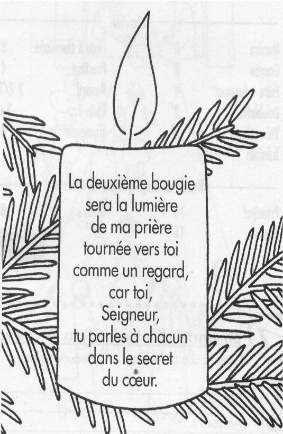 La deuxième bougie
sera la lumière
de ma prière
tournée vers toi
comme un regard,
car toi,
Seigneur,
tu parles à chacun
dans le secret
du cœur.